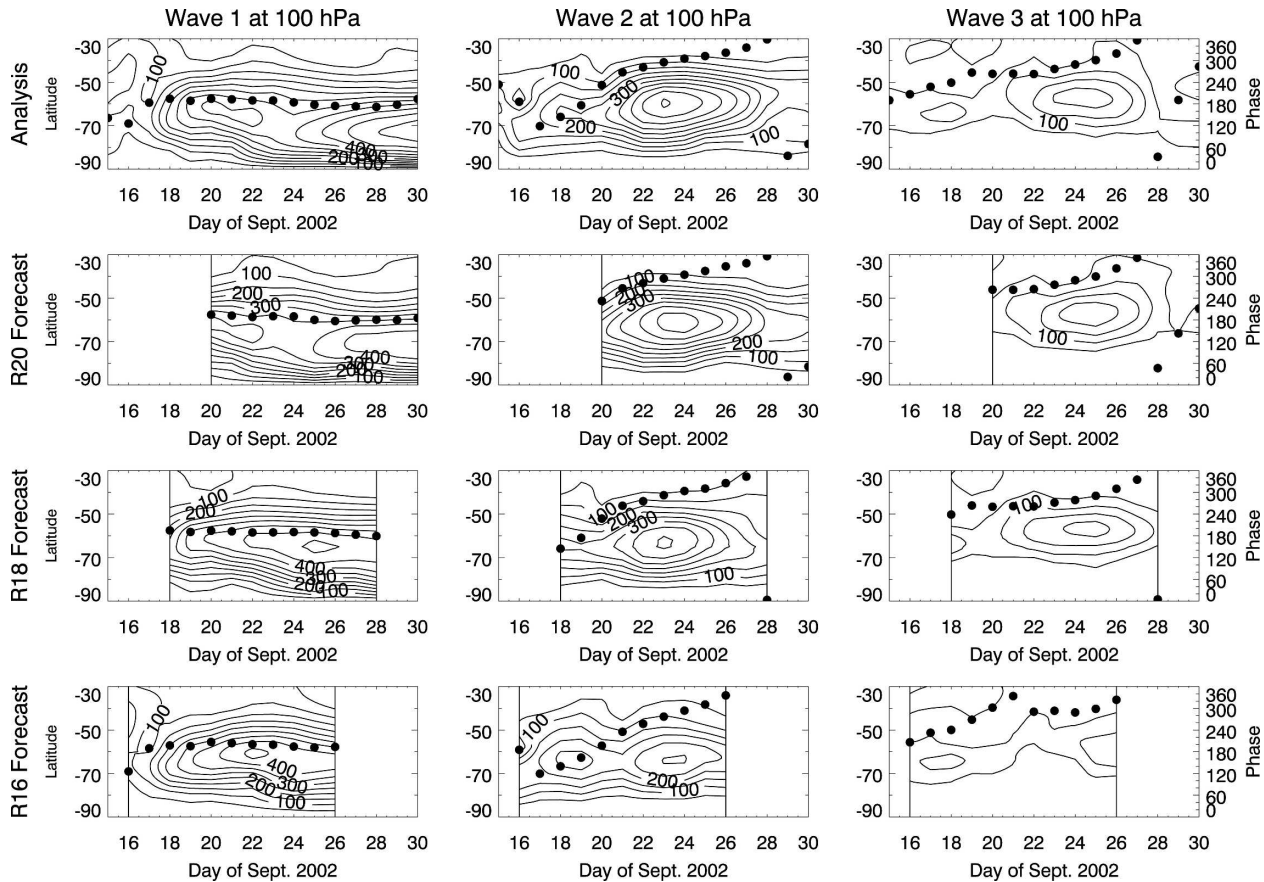 Wave 1 at 100 hPa Wave 2 at 100 hPa Wave 3 at 100 hPa
Analysis
Latitude
-30 -50 -70 -90
100 400 200 300 100
16 18 20 22 24 26 28 30
Day of Sept. 2002
-30 -50 -70 -90
100 300 200 100
16 18 20 22 24 26 28 30
Day of Sept. 2002
-30 -50 -70 -90
100
360 300 240 180 120 60 0
Phase
16 18 20 22 24 26 28 30
Day of Sept. 2002
R20 Forecast
Latitude
-30 -50 -70 -90
100 200 300 400 300 200 100
16 18 20 22 24 26 28 30
Day of Sept. 2002
-30 -50 -70 -90
100 200 300 200 100
16 18 20 22 24 26 28 30
Day of Sept. 2002
-30 -50 -70 -90
100
360 300 240 180 120 60 0
Phase
16 18 20 22 24 26 28 30
Day of Sept. 2002
R18 Forecast
Latitude
-30 -50 -70 -90
100 200 400 300 200 100
16 18 20 22 24 26 28 30
Day of Sept. 2002
-30 -50 -70 -90
100 200 300 100
16 18 20 22 24 26 28 30
Day of Sept. 2002
-30 -50 -70 -90
100
360 300 240 180 120 60 0
Phase
16 18 20 22 24 26 28 30
Day of Sept. 2002
R16 Forecast
Latitude
-30 -50 -70 -90
100 400 300 200 100
16 18 20 22 24 26 28 30
Day of Sept. 2002
-30 -50 -70 -90
100 200 100
16 18 20 22 24 26 28 30
Day of Sept. 2002
-30 -50 -70 -90
360 300 240 180 120 60 0
Phase
16 18 20 22 24 26 28 30
Day of Sept. 2002